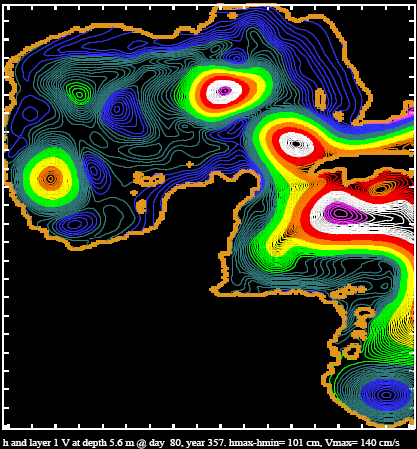 h and layer 1 V at depth 5.6 m @ day 80, year 357. hmax-hmin= 101 cm, Vmax= 140 cm/s